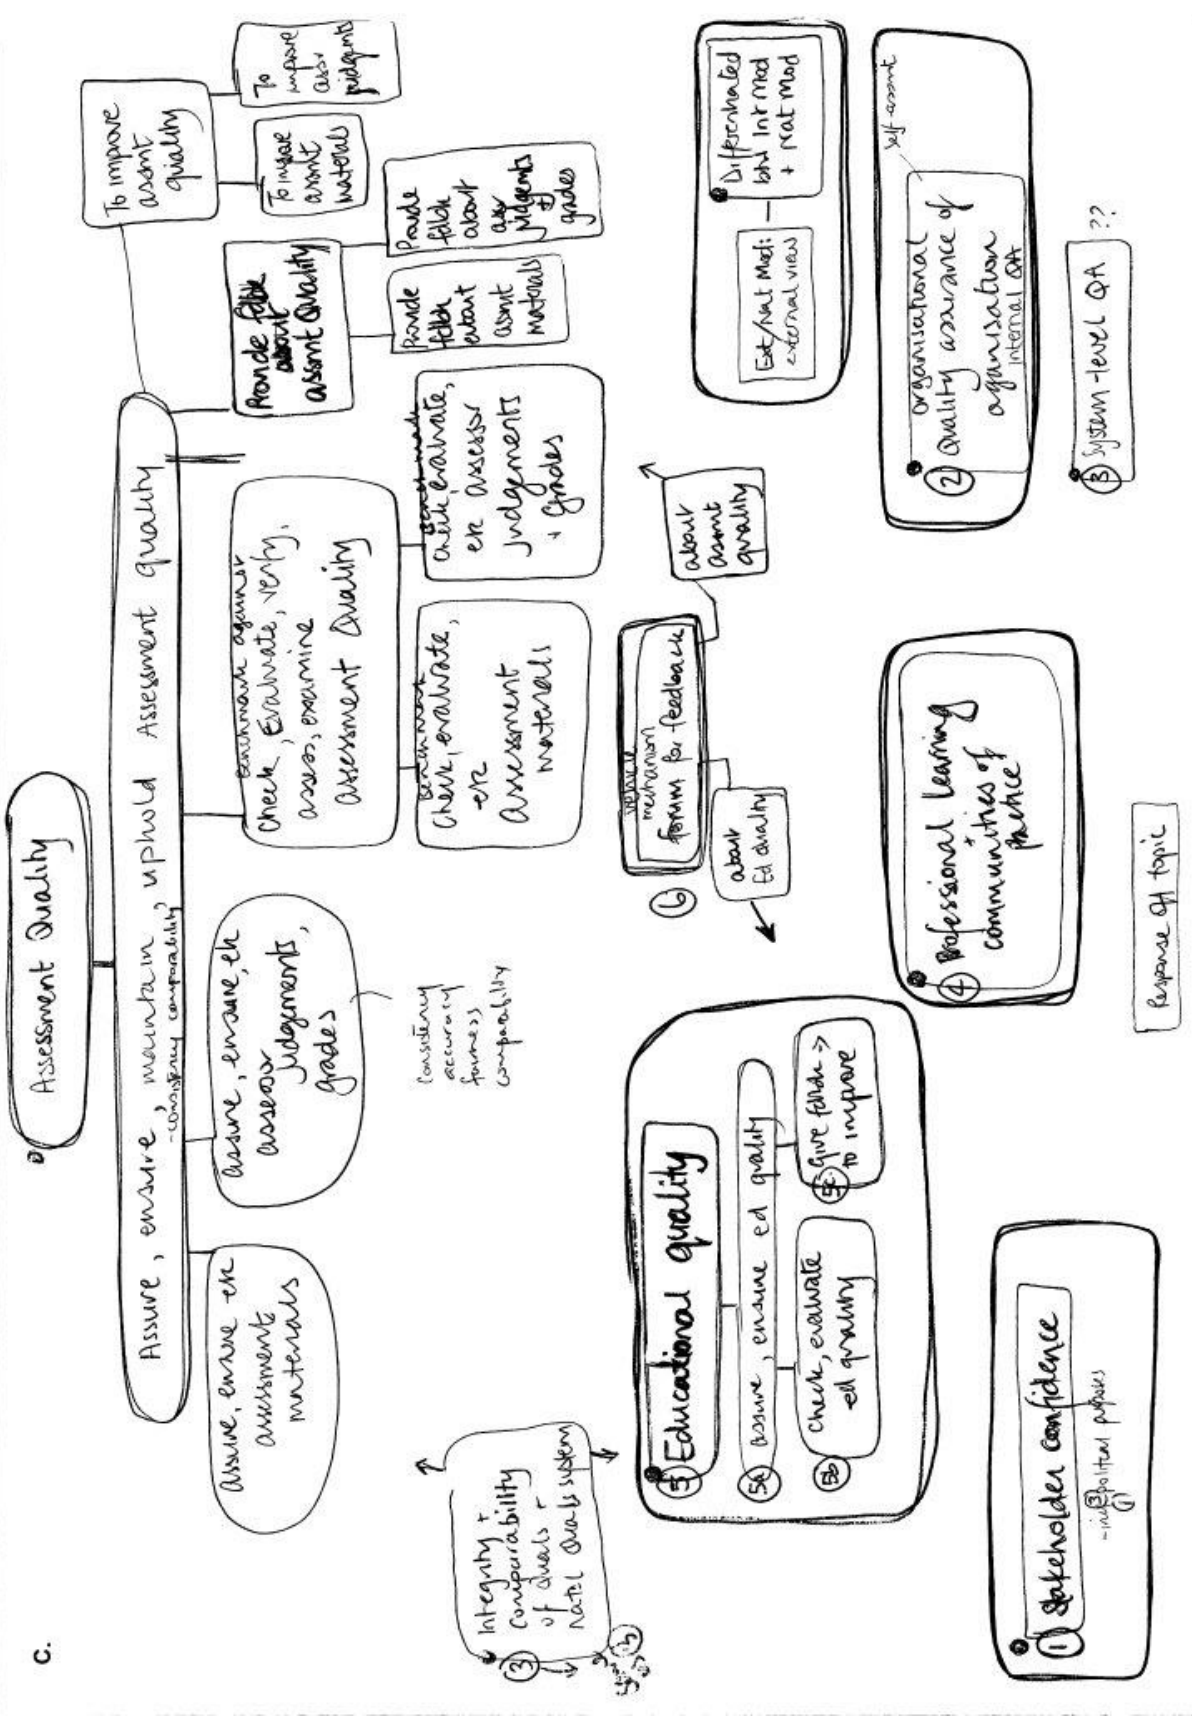 C.
Assessment Quality
Assure, ensure, maintain, uphold Assessment quality
-consistency comparability
Assure, ensure etc
assessment
materials
assure, ensure, etc
assessor
judgements,
grades
Consistency
accuracy
fairness
comparability
benchmark against
Check, Evaluate, verify,
assess, examine
assessment Quality
benchmark
Check, evaluate,
etc
assessment
materials
benchmark
Check, evaluate,
etc assessor
judgements
+ grades
Provide fdbk
about
assmt Quality
Provide
fdbk
about
assmt
materials
Provide
fdbk
about
assr
judgements
+
grades
To improve
assmt
quality
To improve
assmt
materials
To
improve
assr
judgments
3
Integrity +
comparability
of quals +
natal quals system
5 Educational quality
5a assure, ensure ed quality
5b
Check, evaluate
ed quality
5c
Give fdbk =>
to improve
6
vehicle
mechanism
forum for feedback
about
Ed quality
about
assmt
quality
Ext/Nat Mod:
external view
Differentiated
btwn Int Mod
+ Nat Mod
1 Stakeholder confidence
political purposes
4 Professional Learning
+
communities of
Practice
self-assmt
organisational
2 Quality assurance of
organisation
internal QA
3 System-level QA ??
Response off topic